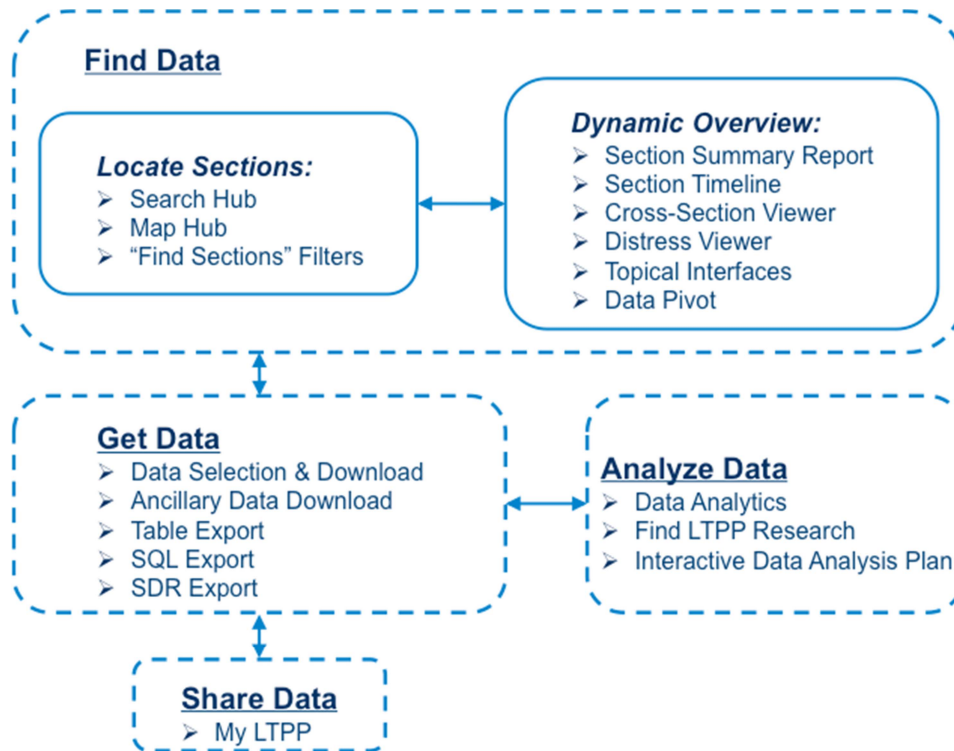 Find Data
Locate Sections:
➢ Search Hub
➢ Map Hub
➢ “Find Sections” Filters
Dynamic Overview:
➢ Section Summary Report
➢ Section Timeline
➢ Cross-Section Viewer
➢ Distress Viewer
➢ Topical Interfaces
➢ Data Pivot
Get Data
➢ Data Selection & Download
➢ Ancillary Data Download
➢ Table Export
➢ SQL Export
➢ SDR Export
Analyze Data
➢ Data Analytics
➢ Find LTPP Research
➢ Interactive Data Analysis Plan
Share Data
➢ My LTPP